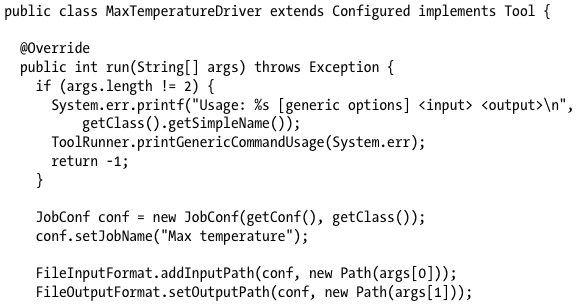 public class MaxTemperatureDriver extends Configured implements Tool {
@Override
public int run(String[] args) throws Exception {
if (args.length != 2) {
System.err.printf("Usage: %s [generic options] <input> <output>\n",
getClass().getSimpleName());
ToolRunner.printGenericCommandUsage(System.err);
return -1;
}
JobConf conf = new JobConf(getConf(), getClass());
conf.setJobName("Max temperature");
FileInputFormat.addInputPath(conf, new Path(args[0]));
FileOutputFormat.setOutputPath(conf, new Path(args[1]));